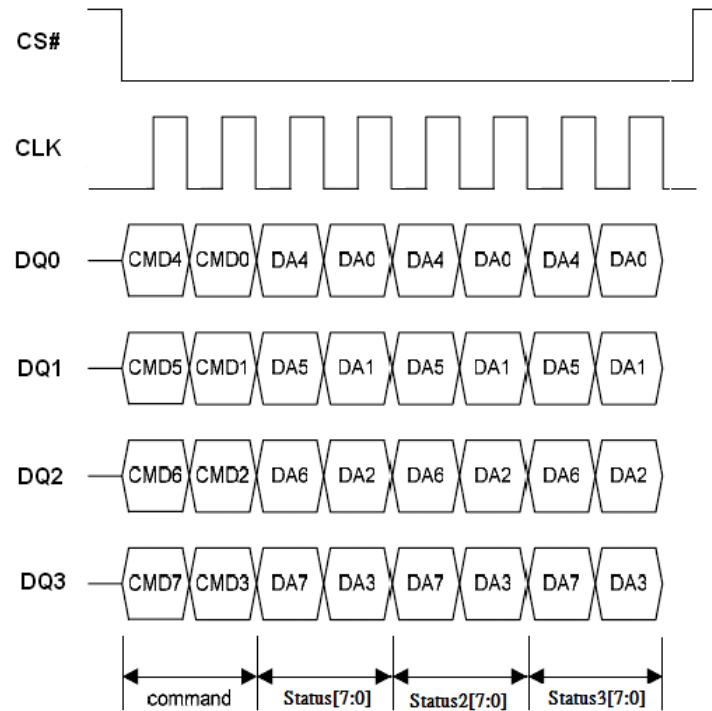 CS#
CLK
DQ0 CMD4 CMD0 DA4 DA0 DA4 DA0 DA4 DA0
DQ1 CMD5 CMD1 DA5 DA1 DA5 DA1 DA5 DA1
DQ2 CMD6 CMD2 DA6 DA2 DA6 DA2 DA6 DA2
DQ3 CMD7 CMD3 DA7 DA3 DA7 DA3 DA7 DA3
command Status[7:0] Status2[7:0] Status3[7:0]